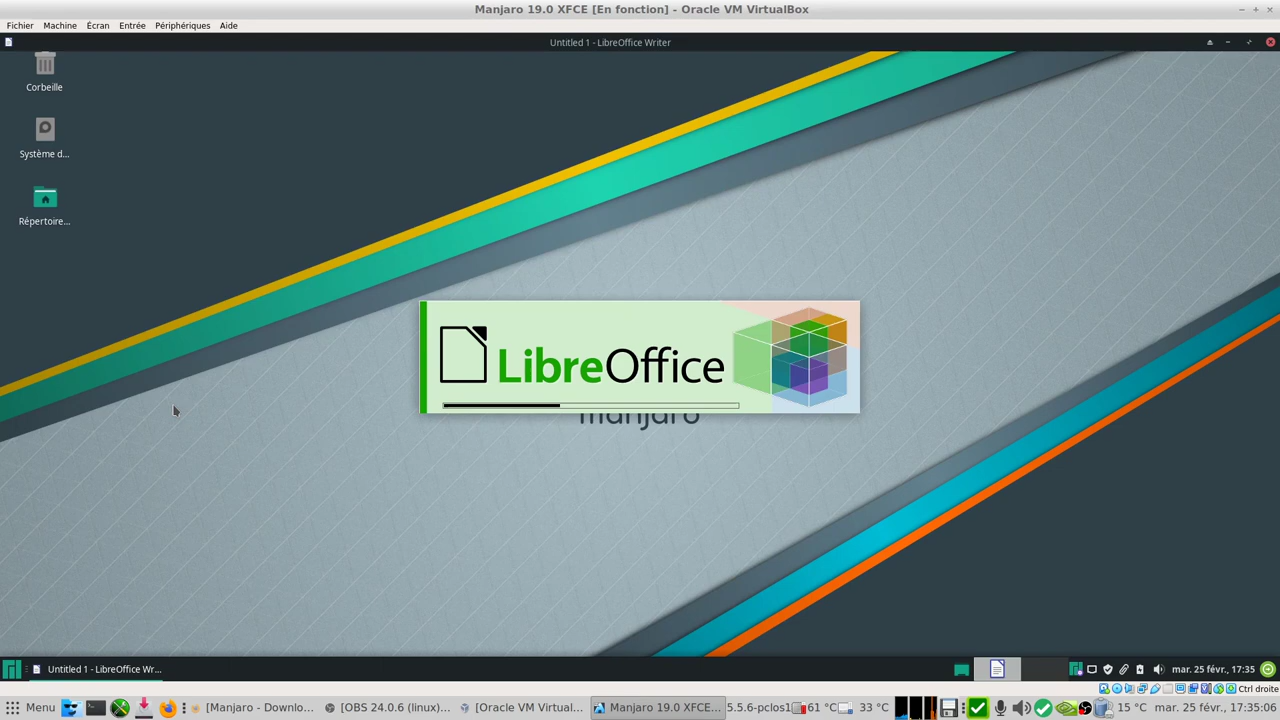 Manjaro 19.0 XFCE [En fonction] - Oracle VM VirtualBox
Fichier Machine Écran Entrée Périphériques Aide
Untitled 1 - LibreOffice Writer
Corbeille
Système d...
Répertoire...
LibreOffice
manjaro
Untitled 1 - LibreOffice Wr...
mar. 25 févr., 17:35
Ctrl droite
Menu [Manjaro - Downlo... [OBS 24.0.6 (linux)... [Oracle VM Virtual... Manjaro 19.0 XFCE... 5.5.6-pclos1 61 °C 33 °C 15 °C mar. 25 févr., 17:35:06